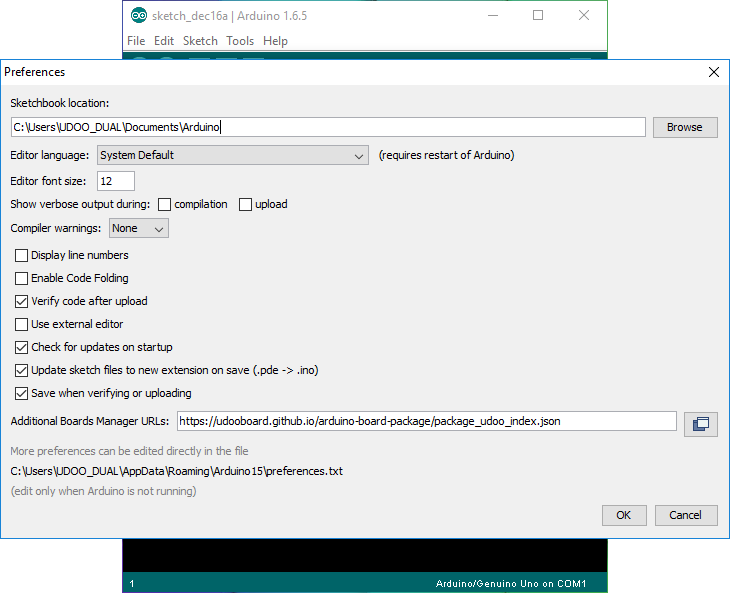 sketch_dec16a | Arduino 1.6.5
File Edit Sketch Tools Help
Preferences
Sketchbook location:
C:\Users\UDOO_DUAL\Documents\Arduino
Browse
Editor language: System Default (requires restart of Arduino)
Editor font size: 12
Show verbose output during: compilation upload
Compiler warnings: None
Display line numbers
Enable Code Folding
Verify code after upload
Use external editor
Check for updates on startup
Update sketch files to new extension on save (.pde -> .ino)
Save when verifying or uploading
Additional Boards Manager URLs: https://udooboard.github.io/arduino-board-package/package_udoo_index.json
More preferences can be edited directly in the file
C:\Users\UDOO_DUAL\AppData\Roaming\Arduino15\preferences.txt
(edit only when Arduino is not running)
OK Cancel
1 Arduino/Genuino Uno on COM1